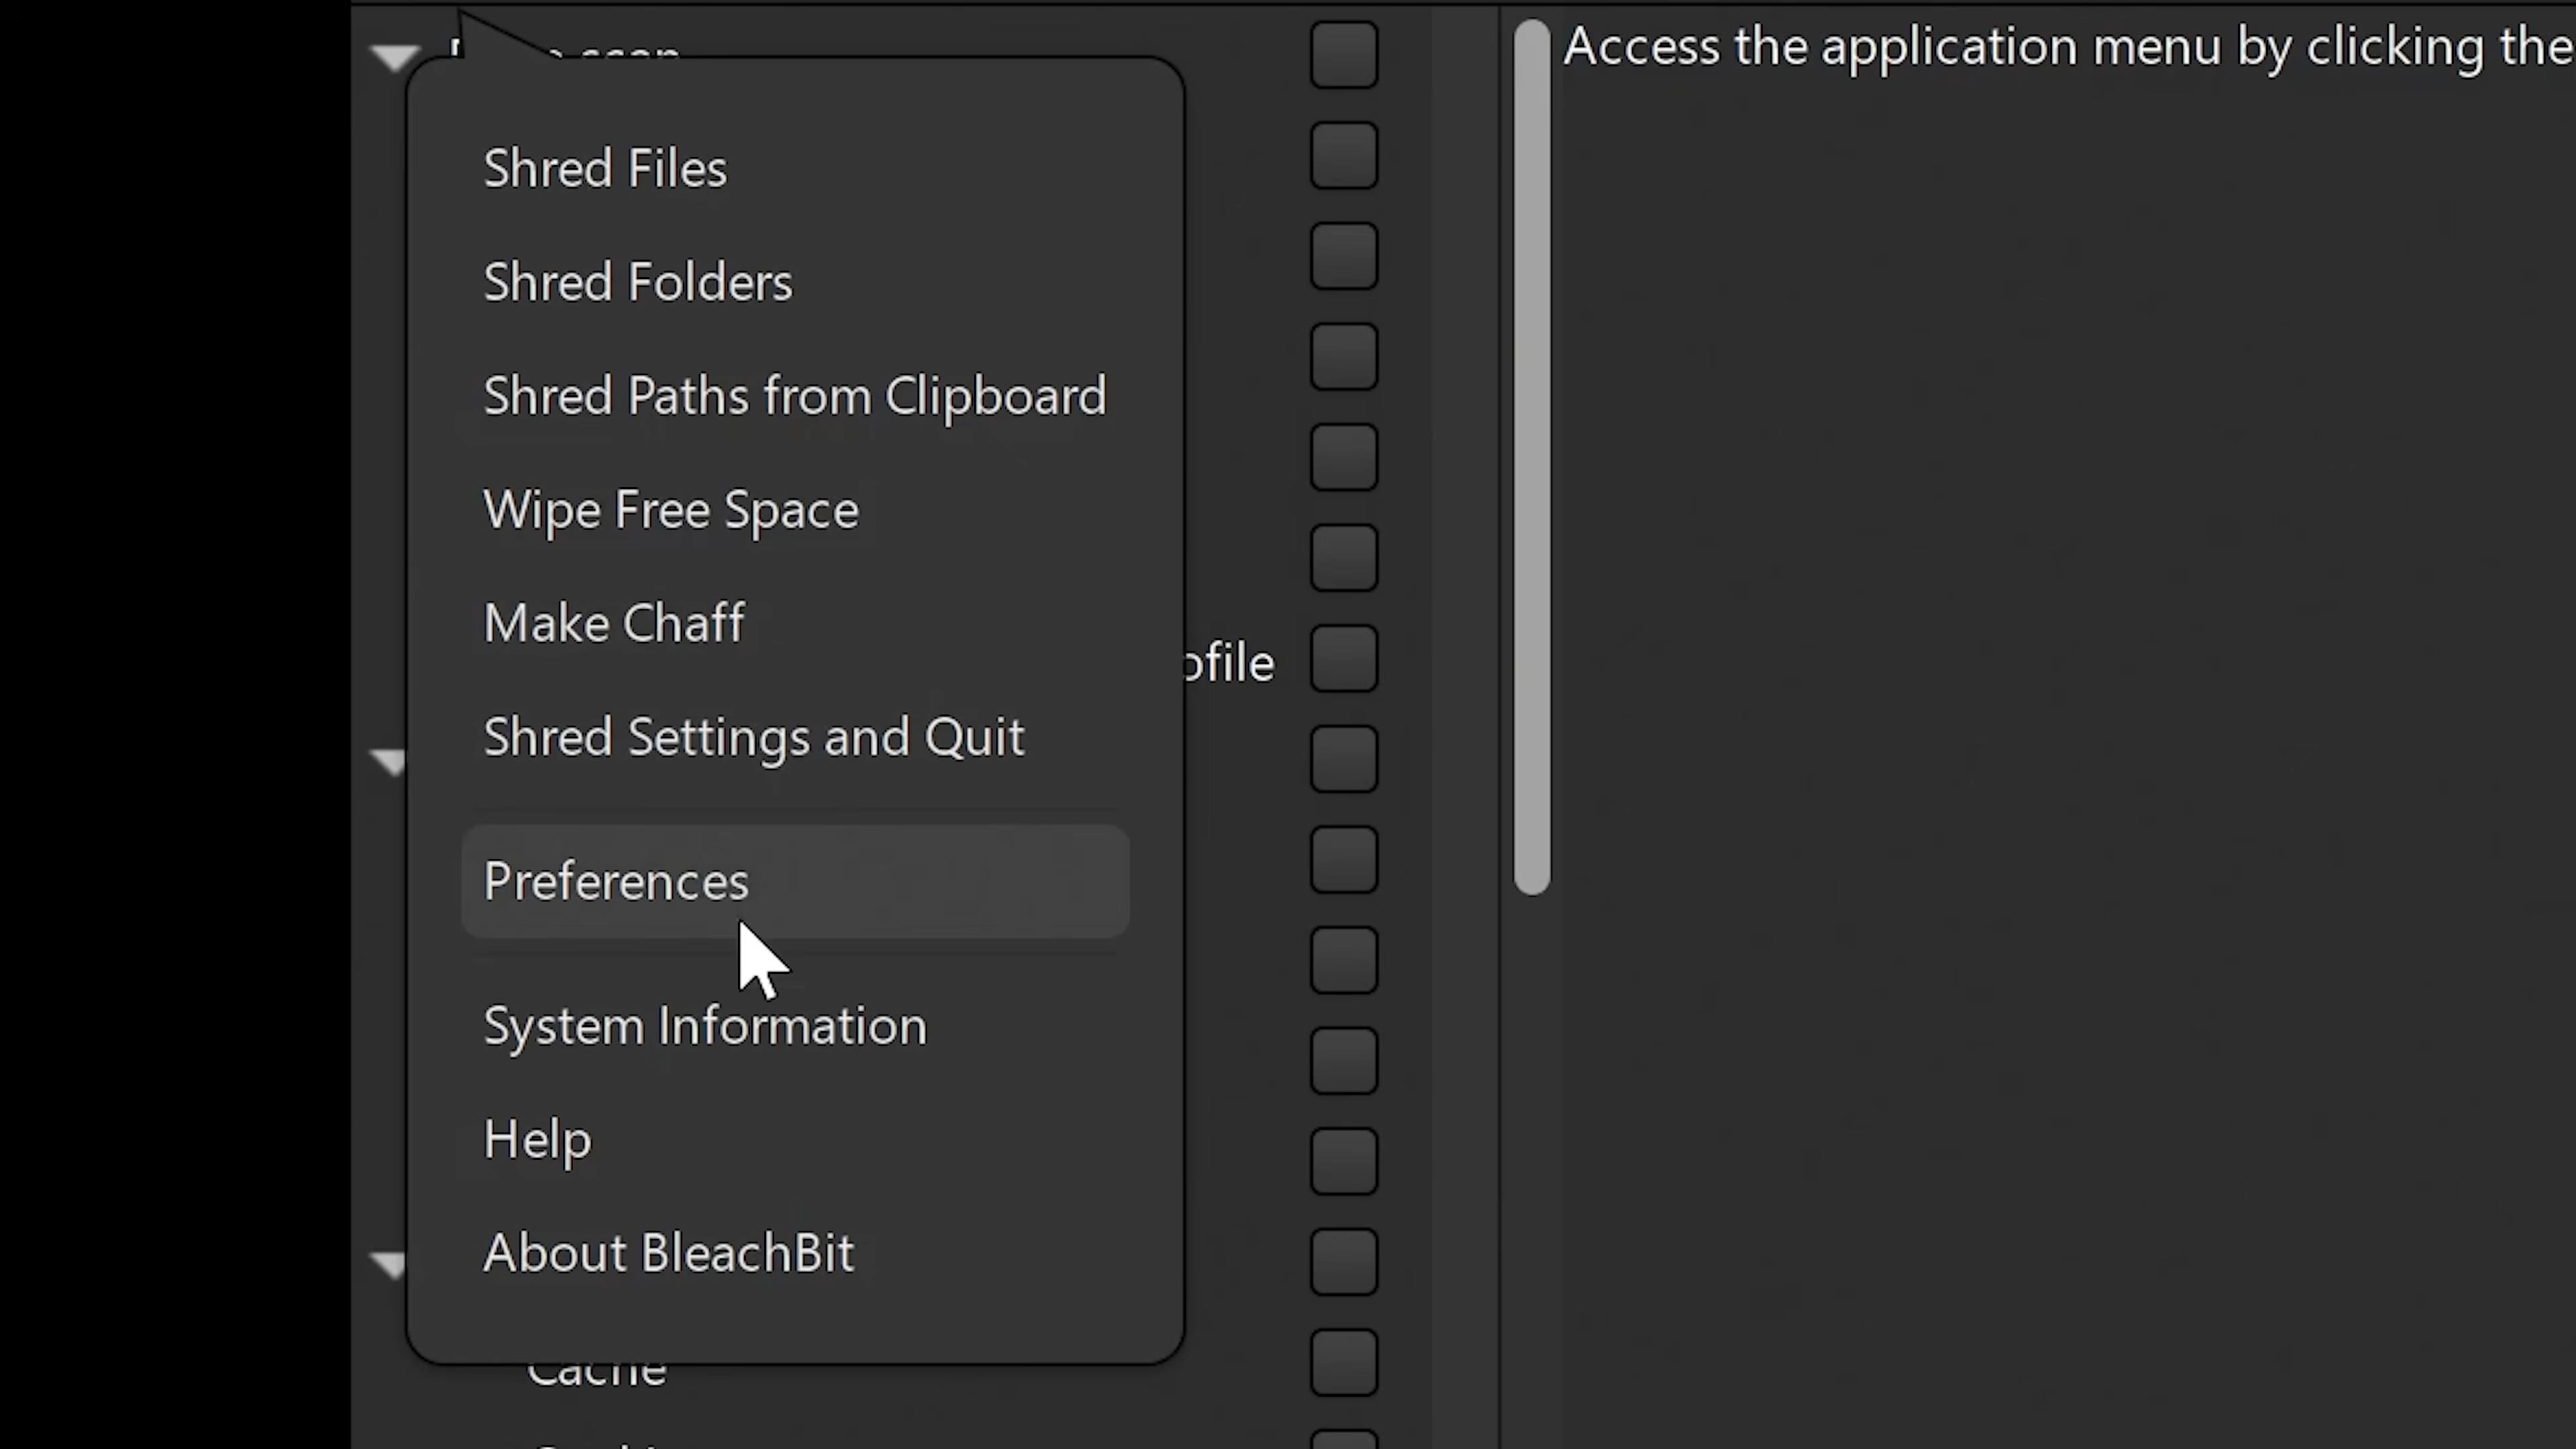 Access the application menu by clicking the
Shred Files
Shred Folders
Shred Paths from Clipboard
Wipe Free Space
Make Chaff
ofile
Shred Settings and Quit
Preferences
System Information
Help
About BleachBit
Cache